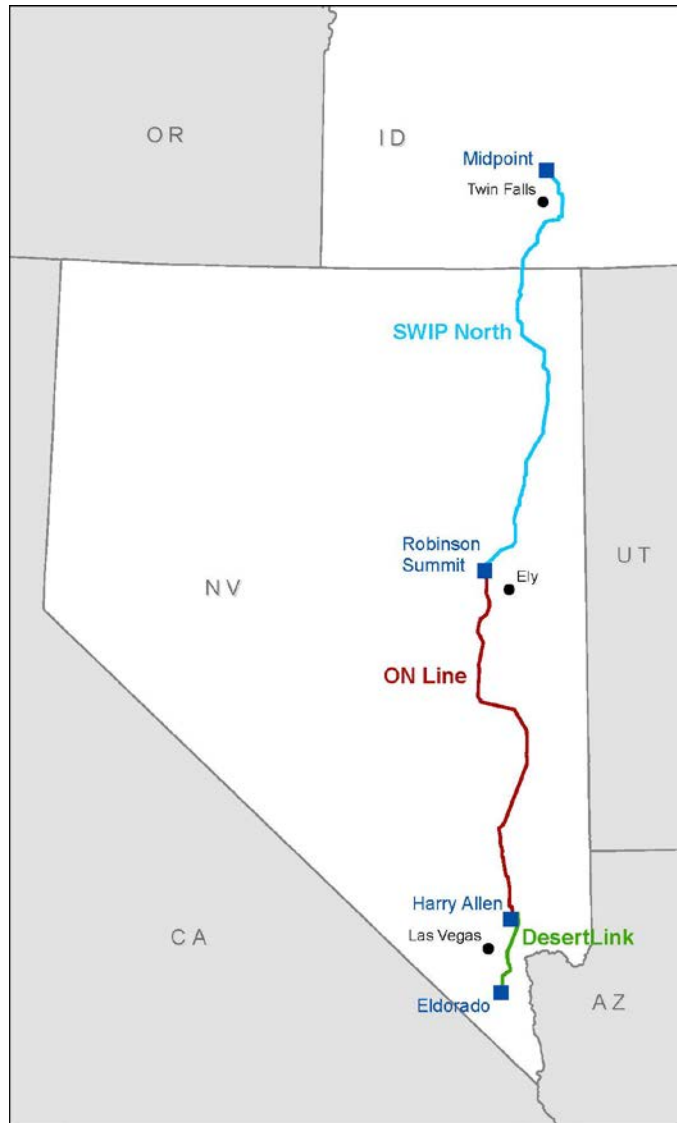 OR
ID
Midpoint
Twin Falls
SWIP North
Robinson
Summit
Ely
UT
NV
ON Line
Harry Allen
Las Vegas
DesertLink
CA
Eldorado
AZ